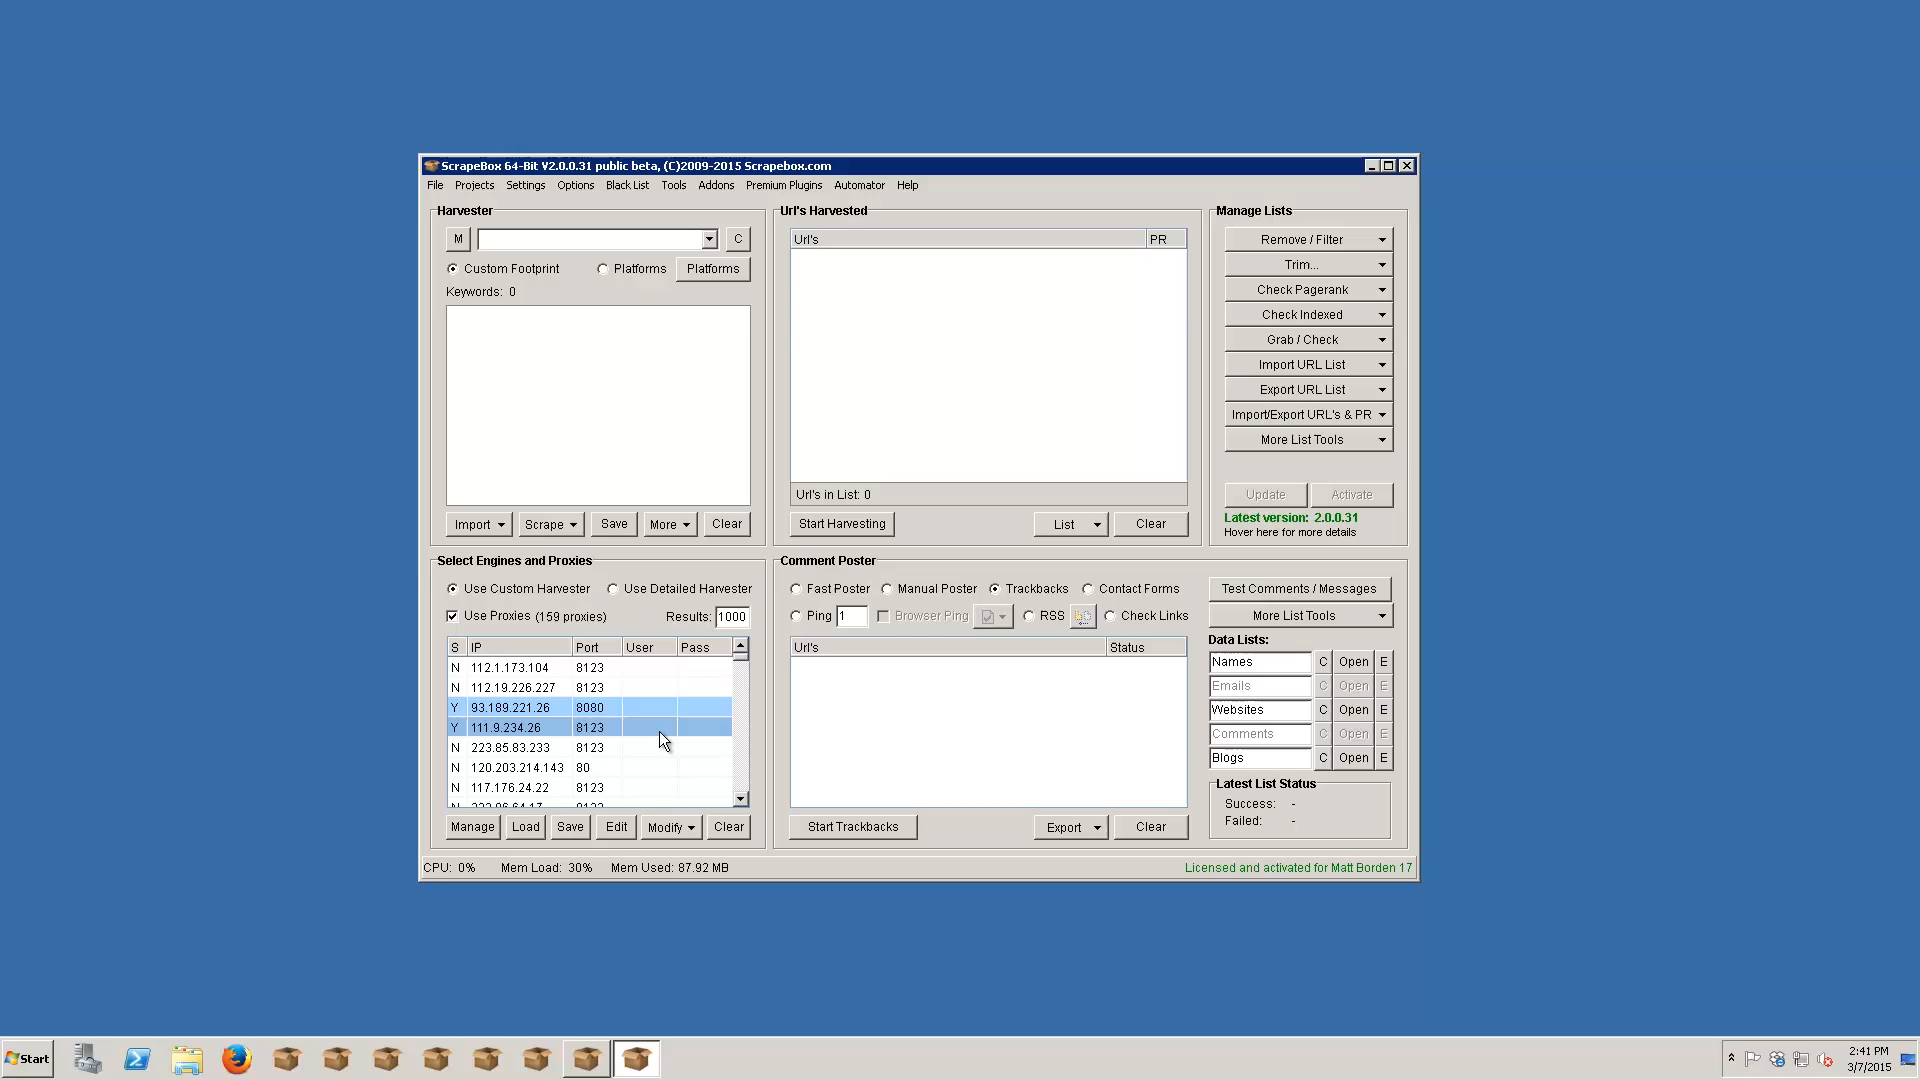 ScrapeBox 64-Bit V2.0.0.31 public beta, (C)2009-2015 Scrapebox.com
File Projects Settings Options Black List Tools Addons Premium Plugins Automator Help
Harvester
M C
Custom Footprint Platforms Platforms
Keywords: 0
Import Scrape Save More Clear
Url's Harvested
Url's PR
Url's in List: 0
Start Harvesting List Clear
Manage Lists
Remove / Filter
Trim...
Check Pagerank
Check Indexed
Grab / Check
Import URL List
Export URL List
Import/Export URL's & PR
More List Tools
Update Activate
Latest version: 2.0.0.31
Hover here for more details
Select Engines and Proxies
Use Custom Harvester Use Detailed Harvester
Use Proxies (159 proxies) Results: 1000
S IP Port User Pass
N 112.1.173.104 8123
N 112.19.226.227 8123
Y 93.189.221.26 8080
Y 111.9.234.26 8123
N 223.85.83.233 8123
N 120.203.214.143 80
N 117.176.24.22 8123
Manage Load Save Edit Modify Clear
Comment Poster
Fast Poster Manual Poster Trackbacks Contact Forms
Ping 1 Browser Ping RSS Check Links
Url's Status
Start Trackbacks Export Clear
Test Comments / Messages
More List Tools
Data Lists:
Names C Open E
Emails C Open E
Websites C Open E
Comments C Open E
Blogs C Open E
Latest List Status
Success: -
Failed: -
CPU: 0% Mem Load: 30% Mem Used: 87.92 MB
Licensed and activated for Matt Borden 17
Start
2:41 PM
3/7/2015